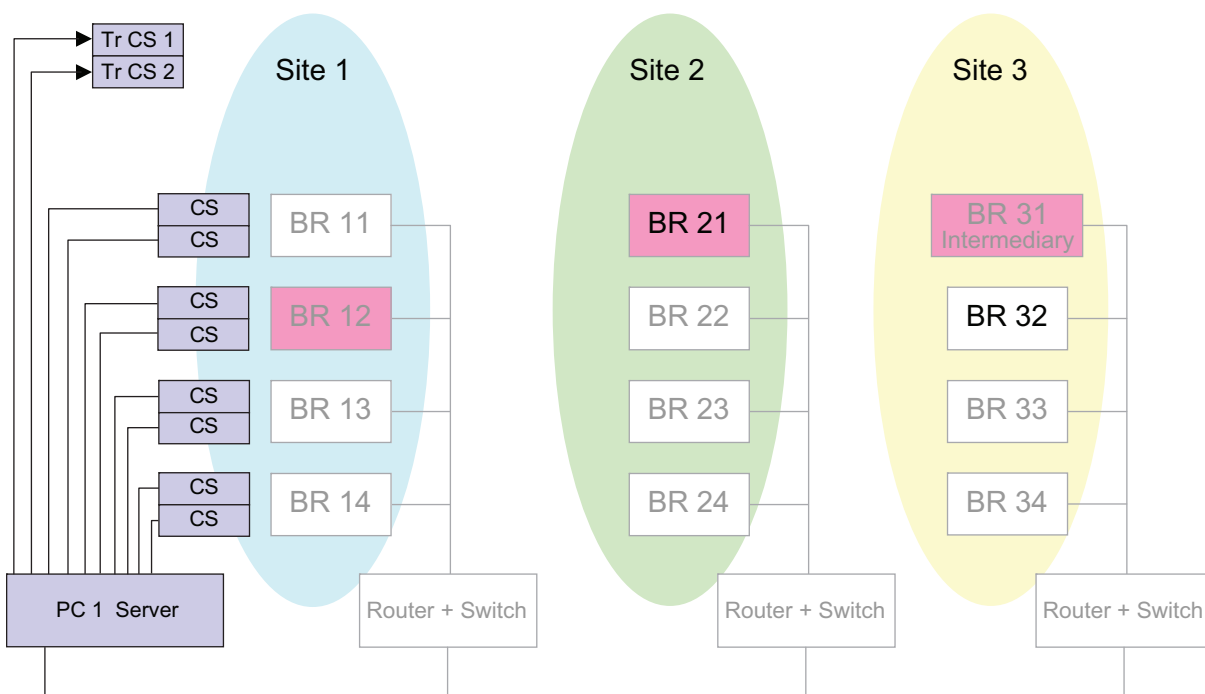 Tr CS 1
Tr CS 2
Site 1
Site 2
Site 3
CS
CS
BR 11
BR 21
BR 31
Intermediary
CS
CS
BR 12
BR 22
BR 32
CS
CS
BR 13
BR 23
BR 33
CS
CS
BR 14
BR 24
BR 34
PC 1 Server
Router + Switch
Router + Switch
Router + Switch